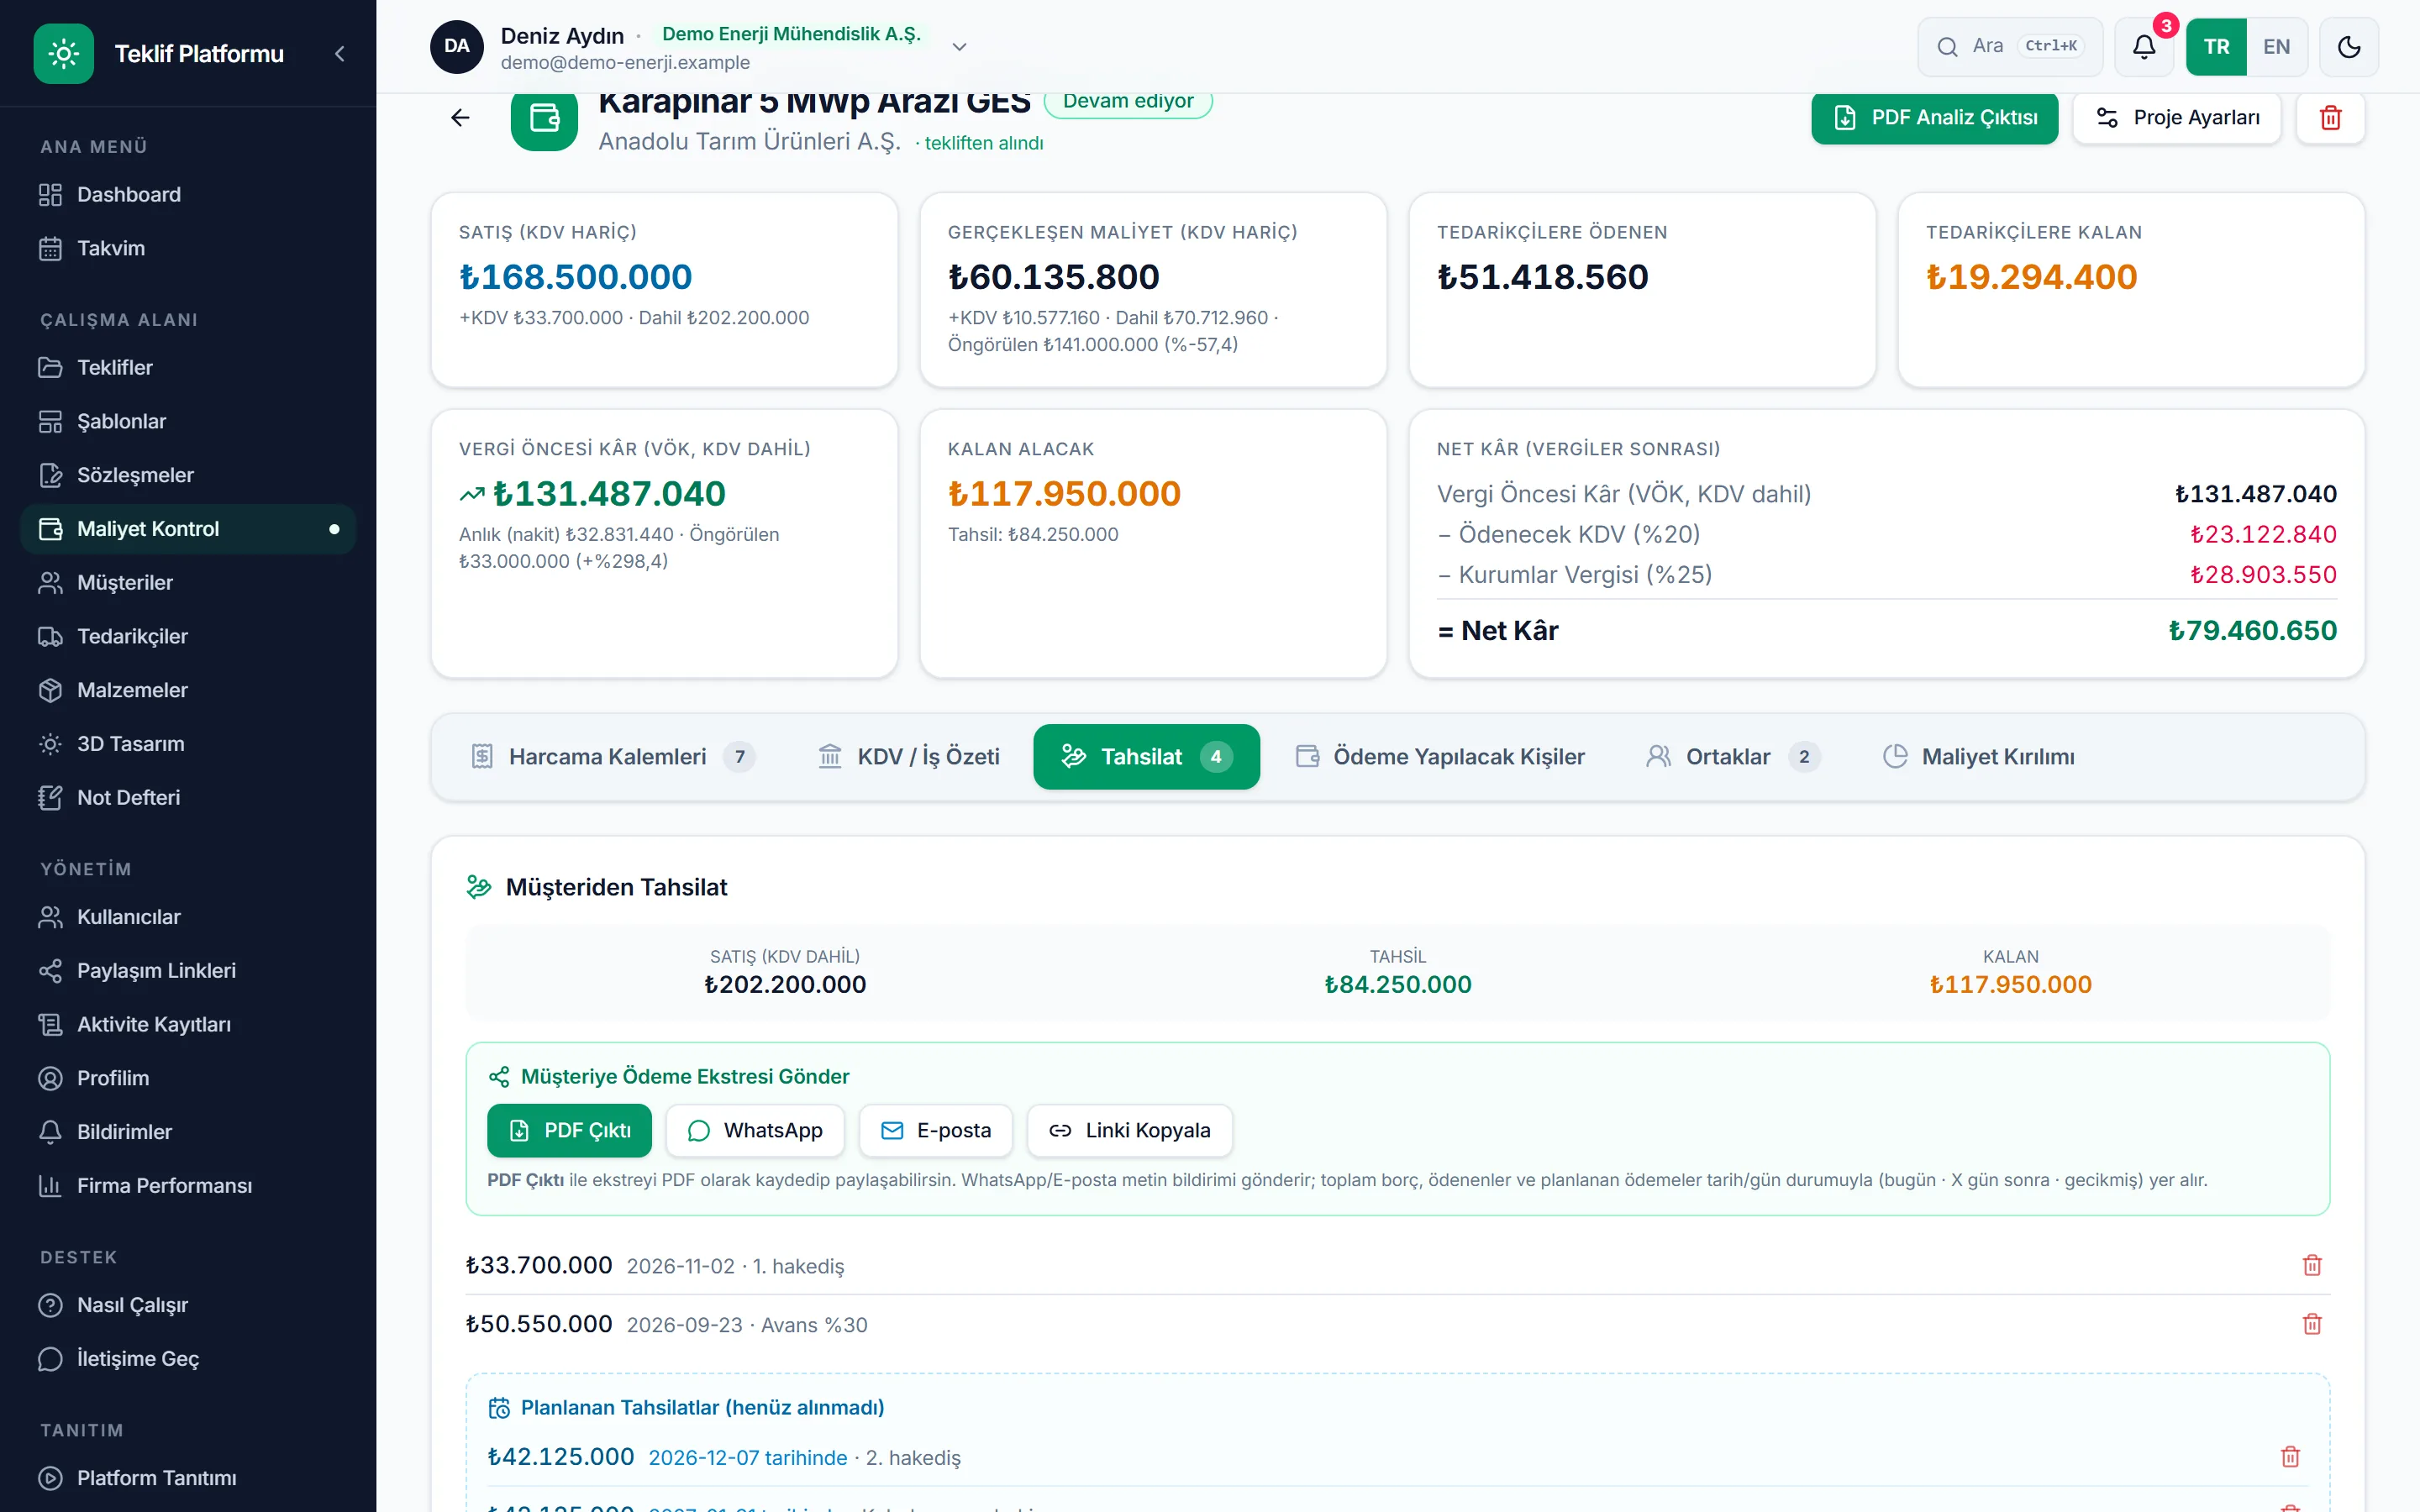 Teklif Platformu
ANA MENÜ
Dashboard
Takvim
ÇALIŞMA ALANI
Teklifler
Şablonlar
Sözleşmeler
Maliyet Kontrol
Müşteriler
Tedarikçiler
Malzemeler
3D Tasarım
Not Defteri
YÖNETİM
Kullanıcılar
Paylaşım Linkleri
Aktivite Kayıtları
Profilim
Bildirimler
Firma Performansı
DESTEK
Nasıl Çalışır
İletişime Geç
TANITIM
Platform Tanıtımı
DA
Deniz Aydın · Demo Enerji Mühendislik A.Ş.
demo@demo-enerji.example
Ara Ctrl+K
3
TR EN
Karapınar 5 MWp Arazi GES Devam ediyor
Anadolu Tarım Ürünleri A.Ş. · tekliften alındı
PDF Analiz Çıktısı
Proje Ayarları
SATIŞ (KDV HARİÇ)
₺168.500.000
+KDV ₺33.700.000 · Dahil ₺202.200.000
GERÇEKLEŞEN MALİYET (KDV HARİÇ)
₺60.135.800
+KDV ₺10.577.160 · Dahil ₺70.712.960 ·
Öngörülen ₺141.000.000 (%-57,4)
TEDARİKÇİLERE ÖDENEN
₺51.418.560
TEDARİKÇİLERE KALAN
₺19.294.400
VERGİ ÖNCESİ KÂR (VÖK, KDV DAHİL)
₺131.487.040
Anlık (nakit) ₺32.831.440 · Öngörülen
₺33.000.000 (+%298,4)
KALAN ALACAK
₺117.950.000
Tahsil: ₺84.250.000
NET KÂR (VERGİLER SONRASI)
Vergi Öncesi Kâr (VÖK, KDV dahil) ₺131.487.040
− Ödenecek KDV (%20) ₺23.122.840
− Kurumlar Vergisi (%25) ₺28.903.550
= Net Kâr ₺79.460.650
Harcama Kalemleri 7
KDV / İş Özeti
Tahsilat 4
Ödeme Yapılacak Kişiler
Ortaklar 2
Maliyet Kırılımı
Müşteriden Tahsilat
SATIŞ (KDV DAHİL)
₺202.200.000
TAHSİL
₺84.250.000
KALAN
₺117.950.000
Müşteriye Ödeme Ekstresi Gönder
PDF Çıktı
WhatsApp
E-posta
Linki Kopyala
PDF Çıktı ile ekstreyi PDF olarak kaydedip paylaşabilirsin. WhatsApp/E-posta metin bildirimi gönderir; toplam borç, ödenenler ve planlanan ödemeler tarih/gün durumuyla (bugün · X gün sonra · gecikmiş) yer alır.
₺33.700.000 2026-11-02 · 1. hakediş
₺50.550.000 2026-09-23 · Avans %30
Planlanan Tahsilatlar (henüz alınmadı)
₺42.125.000 2026-12-07 tarihinde · 2. hakediş